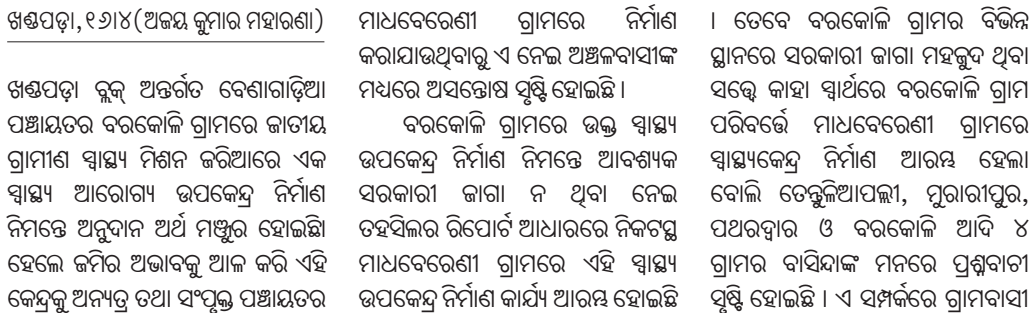 ଖଣ୍ଡପଡ଼ା,୧୬।୪(ଅଜୟ କୁମାର ମହାରଣା)
ଖଣ୍ଡପଡ଼ା ବ୍ଲକ୍ ଅନ୍ତର୍ଗତ ବେଣାଗାଡ଼ିଆ
ପଞ୍ଚାୟତର ବରକୋଳି ଗ୍ରାମରେ ଜାତୀୟ
ଗ୍ରାମୀଣ ସ୍ୱାସ୍ଥ୍ୟ ମିଶନ ଜରିଆରେ ଏକ
ସ୍ୱାସ୍ଥ୍ୟ ଆରୋଗ୍ୟ ଉପକେନ୍ଦ୍ର ନିର୍ମାଣ
ନିମନ୍ତେ ଅନୁଦାନ ଅର୍ଥ ମଞ୍ଜୁର ହୋଇଛି।
ହେଲେ ଜମିର ଅଭାବକୁ ଆଳ କରି ଏହି
କେନ୍ଦ୍ରକୁ ଅନ୍ୟତ୍ର ତଥା ସଂପୃକ୍ତ ପଞ୍ଚାୟତର
ମାଧବେରେଣୀ ଗ୍ରାମରେ ନିର୍ମାଣ
କରାଯାଉଥିବାରୁ ଏ ନେଇ ଅଞ୍ଚଳବାସୀଙ୍କ
ମଧ୍ୟରେ ଅସନ୍ତୋଷ ସୃଷ୍ଟି ହୋଇଛି ।
ବରକୋଳି ଗ୍ରାମରେ ଉକ୍ତ ସ୍ୱାସ୍ଥ୍ୟ
ଉପକେନ୍ଦ୍ର ନିର୍ମାଣ ନିମନ୍ତେ ଆବଶ୍ୟକ
ସରକାରୀ ଜାଗା ନ ଥିବା ନେଇ
ତହସିଲର ରିପୋର୍ଟ ଆଧାରରେ ନିକଟସ୍ଥ
ମାଧବେରେଣୀ ଗ୍ରାମରେ ଏହି ସ୍ୱାସ୍ଥ୍ୟ
ଉପକେନ୍ଦ୍ର ନିର୍ମାଣ କାର୍ଯ୍ୟ ଆରମ୍ଭ ହୋଇଛି
। ତେବେ ବରକୋଳି ଗ୍ରାମର ବିଭିନ୍ନ
ସ୍ଥାନରେ ସରକାରୀ ଜାଗା ମହଜୁଦ ଥିବା
ସତ୍ତ୍ୱେ କାହା ସ୍ୱାର୍ଥରେ ବରକୋଳି ଗ୍ରାମ
ପରିବର୍ତ୍ତେ ମାଧବେରେଣୀ ଗ୍ରାମରେ
ସ୍ୱାସ୍ଥ୍ୟକେନ୍ଦ୍ର ନିର୍ମାଣ ଆରମ୍ଭ ହେଲା
ବୋଲି ତେନ୍ତୁଳିଆପଲ୍ଲୀ, ମୁରାରୀପୁର,
ପଥରଦ୍ୱାର ଓ ବରକୋଳି ଆଦି ୪
ଗ୍ରାମର ବାସିନ୍ଦାଙ୍କ ମନରେ ପ୍ରଶ୍ନବାଚୀ
ସୃଷ୍ଟି ହୋଇଛି । ଏ ସମ୍ପର୍କରେ ଗ୍ରାମବାସୀ